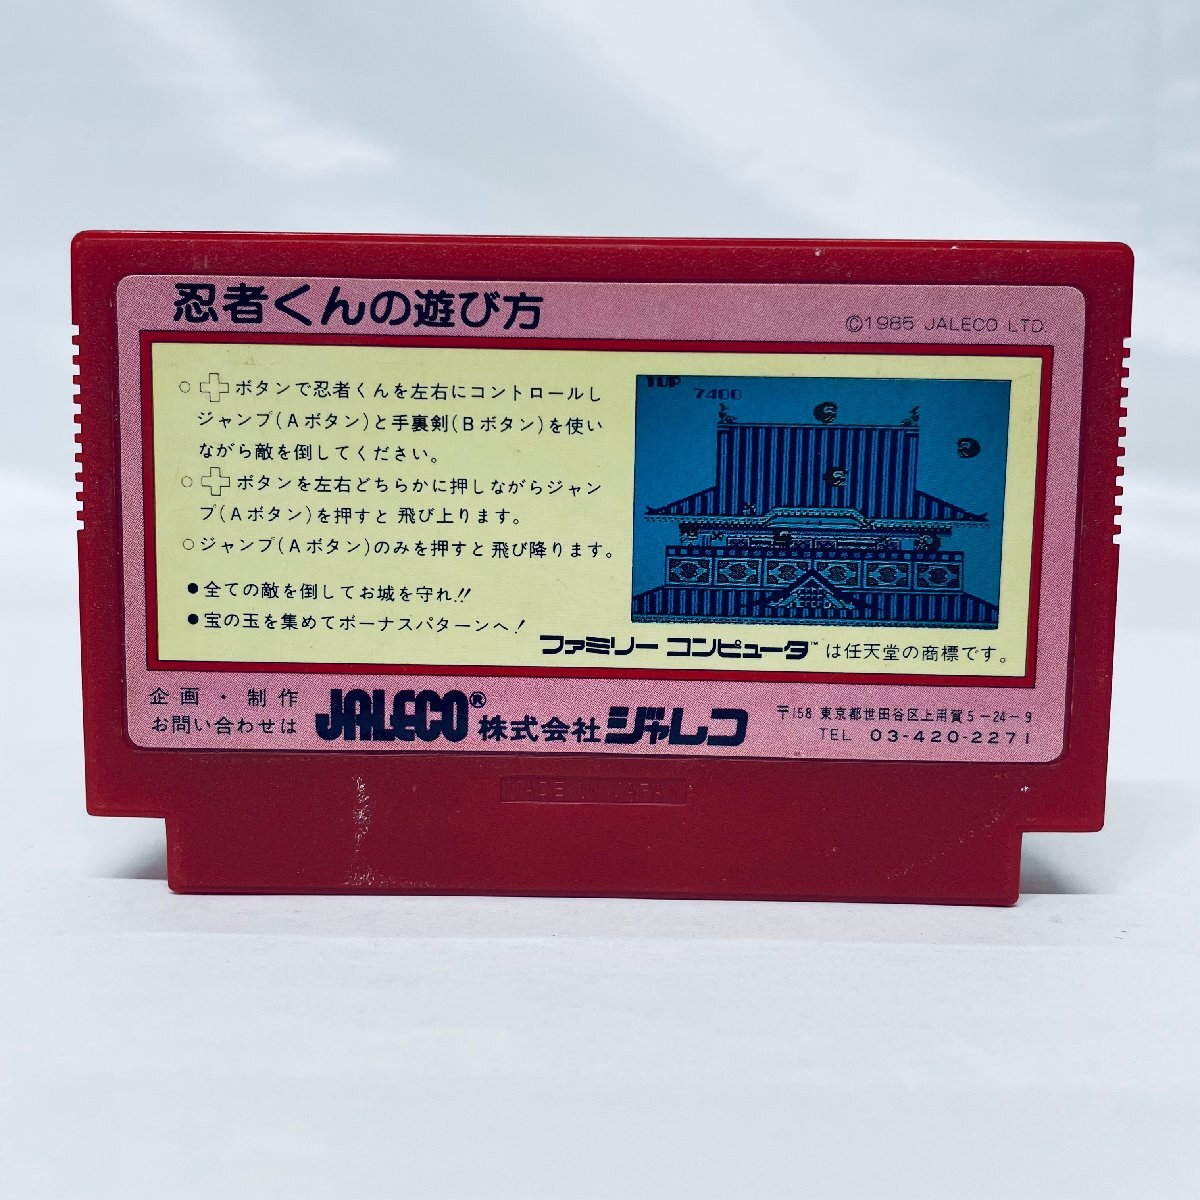 忍者くんの遊び方
©1985 JALECO LTD.
○ボタンで忍者くんを左右にコントロールし
ジャンプ(Aボタン)と手裏剣(Bボタン)を使い
ながら敵を倒してください。
○ボタンを左右どちらかに押しながらジャン
プ(Aボタン)を押すと飛び上ります。
○ジャンプ(Aボタン)のみを押すと飛び降ります。
●全ての敵を倒してお城を守れ!!
●宝の玉を集めてボーナスパターンへ!
1UP
7400
ファミリーコンピュータ™は任天堂の商標です。
企画・制作
お問い合わせは
JALECO® 株式会社ジャレコ
〒158 東京都世田谷区上用賀5-24-9
TEL 03-420-2271
MADE IN JAPAN